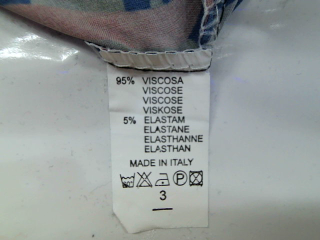 95% VISCOSA
VISCOSE
VISCOSE
VISKOSE
5% ELASTAM
ELASTANE
ELASTHANNE
ELASTHAN
MADE IN ITALY
P
3